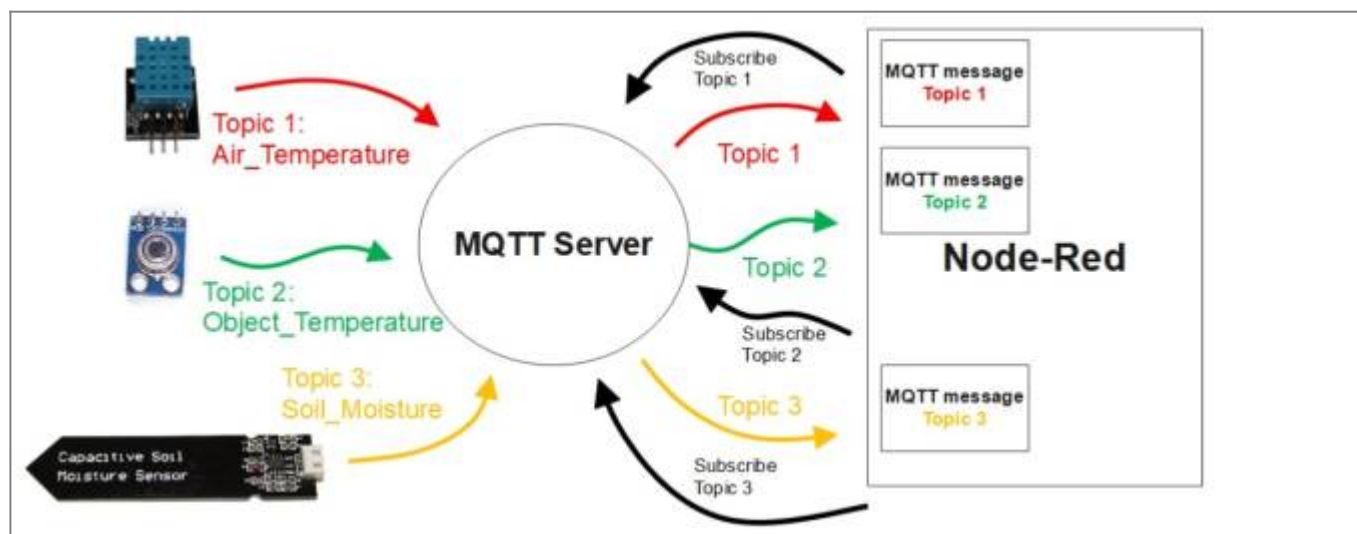 Topic 1:
Air_Temperature
Topic 2:
Object_Temperature
Topic 3:
Soil_Moisture
Capacitive Soil
Moisture Sensor
MQTT Server
Subscribe
Topic 1
Topic 1
Topic 2
Subscribe
Topic 2
Topic 3
Subscribe
Topic 3
MQTT message
Topic 1
MQTT message
Topic 2
Node-Red
MQTT message
Topic 3